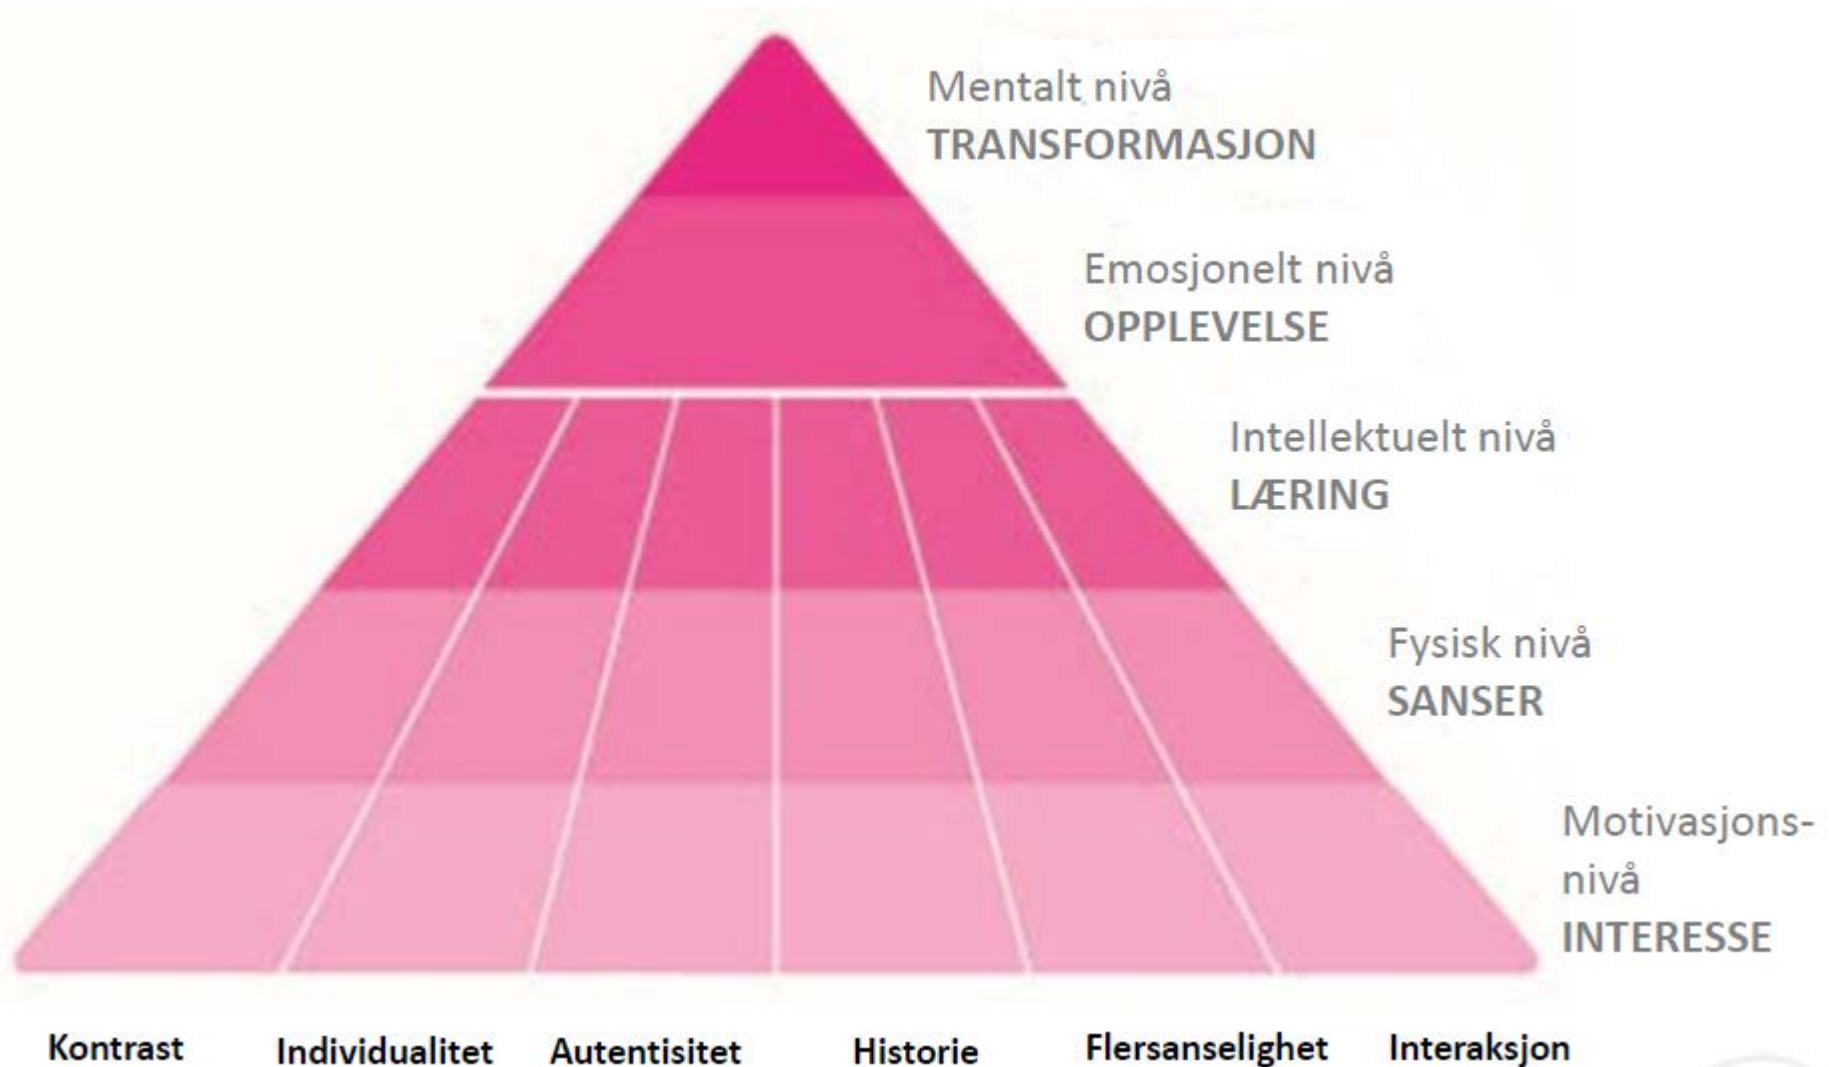 Mentalt nivå
TRANSFORMASJON
Emosjonelt nivå
OPPLEVELSE
Intellektuelt nivå
LÆRING
Fysisk nivå
SANSER
Motivasjons-
nivå
INTERESSE
Kontrast Individualitet Autentisitet Historie Flersanselighet Interaksjon